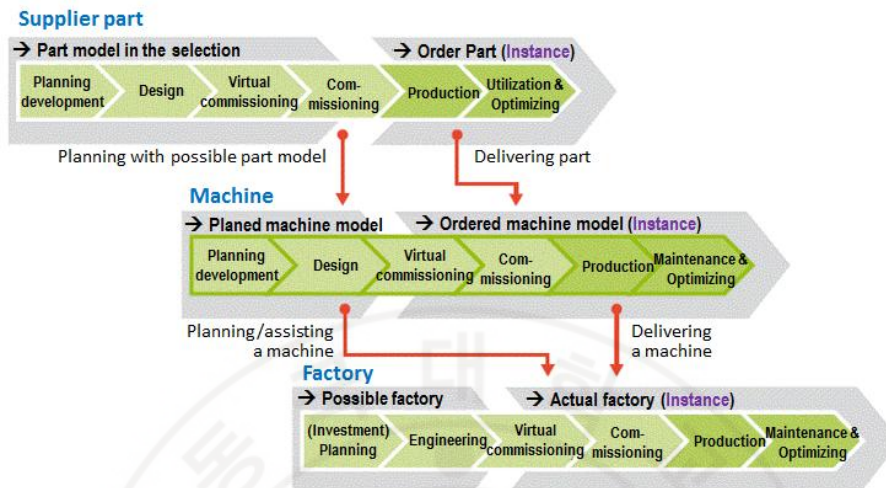 Supplier part
→ Part model in the selection
→ Order Part (Instance)
Planning
development
Design
Virtual
commissioning
Com-
missioning
Production
Utilization &
Optimizing
Planning with possible part model
Delivering part
Machine
→ Planed machine model
→ Ordered machine model (Instance)
Planning
development
Design
Virtual
commissioning
Com-
missioning
Production
Maintenance &
Optimizing
Planning/assisting
a machine
Delivering
a machine
Factory
→ Possible factory
→ Actual factory (Instance)
(Investment)
Planning
Engineering
Virtual
commissioning
Com-
missioning
Production
Maintenance &
Optimizing